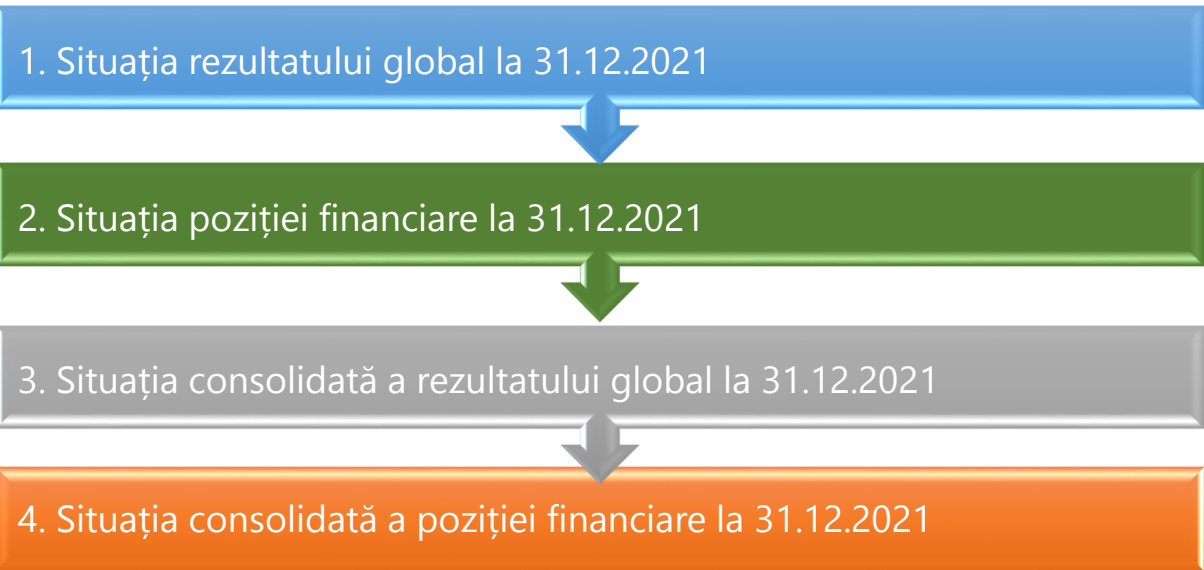 1. Situația rezultatului global la 31.12.2021
2. Situația poziției financiare la 31.12.2021
3. Situația consolidată a rezultatului global la 31.12.2021
4. Situația consolidată a poziției financiare la 31.12.2021